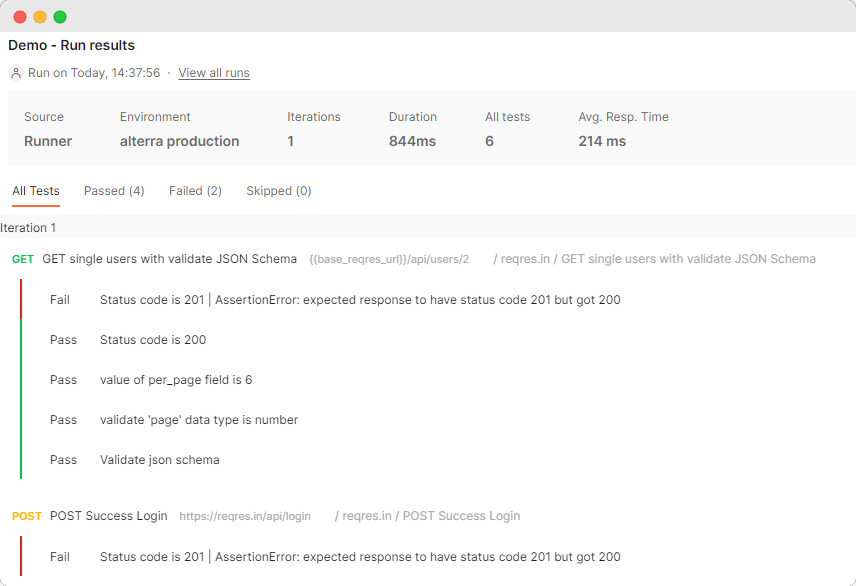 Demo - Run results
Run on Today, 14:37:56 · View all runs
Source Environment Iterations Duration All tests Avg. Resp. Time
Runner alterra production 1 844ms 6 214 ms
All Tests Passed (4) Failed (2) Skipped (0)
Iteration 1
GET GET single users with validate JSON Schema {{base_reqres_url}}/api/users/2 / reqres.in / GET single users with validate JSON Schema
Fail Status code is 201 | AssertionError: expected response to have status code 201 but got 200
Pass Status code is 200
Pass value of per_page field is 6
Pass validate 'page' data type is number
Pass Validate json schema
POST POST Success Login https://reqres.in/api/login / reqres.in / POST Success Login
Fail Status code is 201 | AssertionError: expected response to have status code 201 but got 200